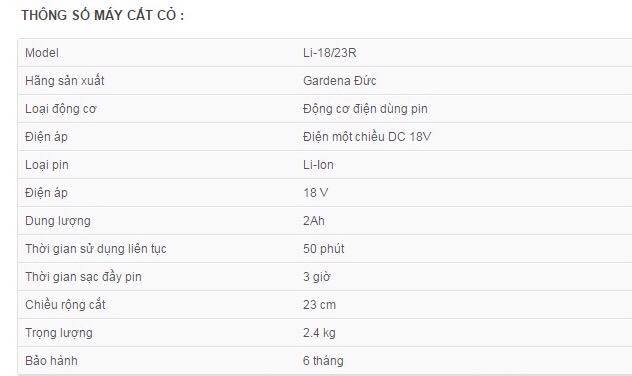 THÔNG SỐ MÁY CẮT CỎ :
Model Li-18/23R
Hãng sản xuất Gardena Đức
Loại động cơ Động cơ điện dùng pin
Điện áp Điện một chiều DC 18V
Loại pin Li-Ion
Điện áp 18 V
Dung lượng 2Ah
Thời gian sử dụng liên tục 50 phút
Thời gian sạc đầy pin 3 giờ
Chiều rộng cắt 23 cm
Trọng lượng 2.4 kg
Bảo hành 6 tháng